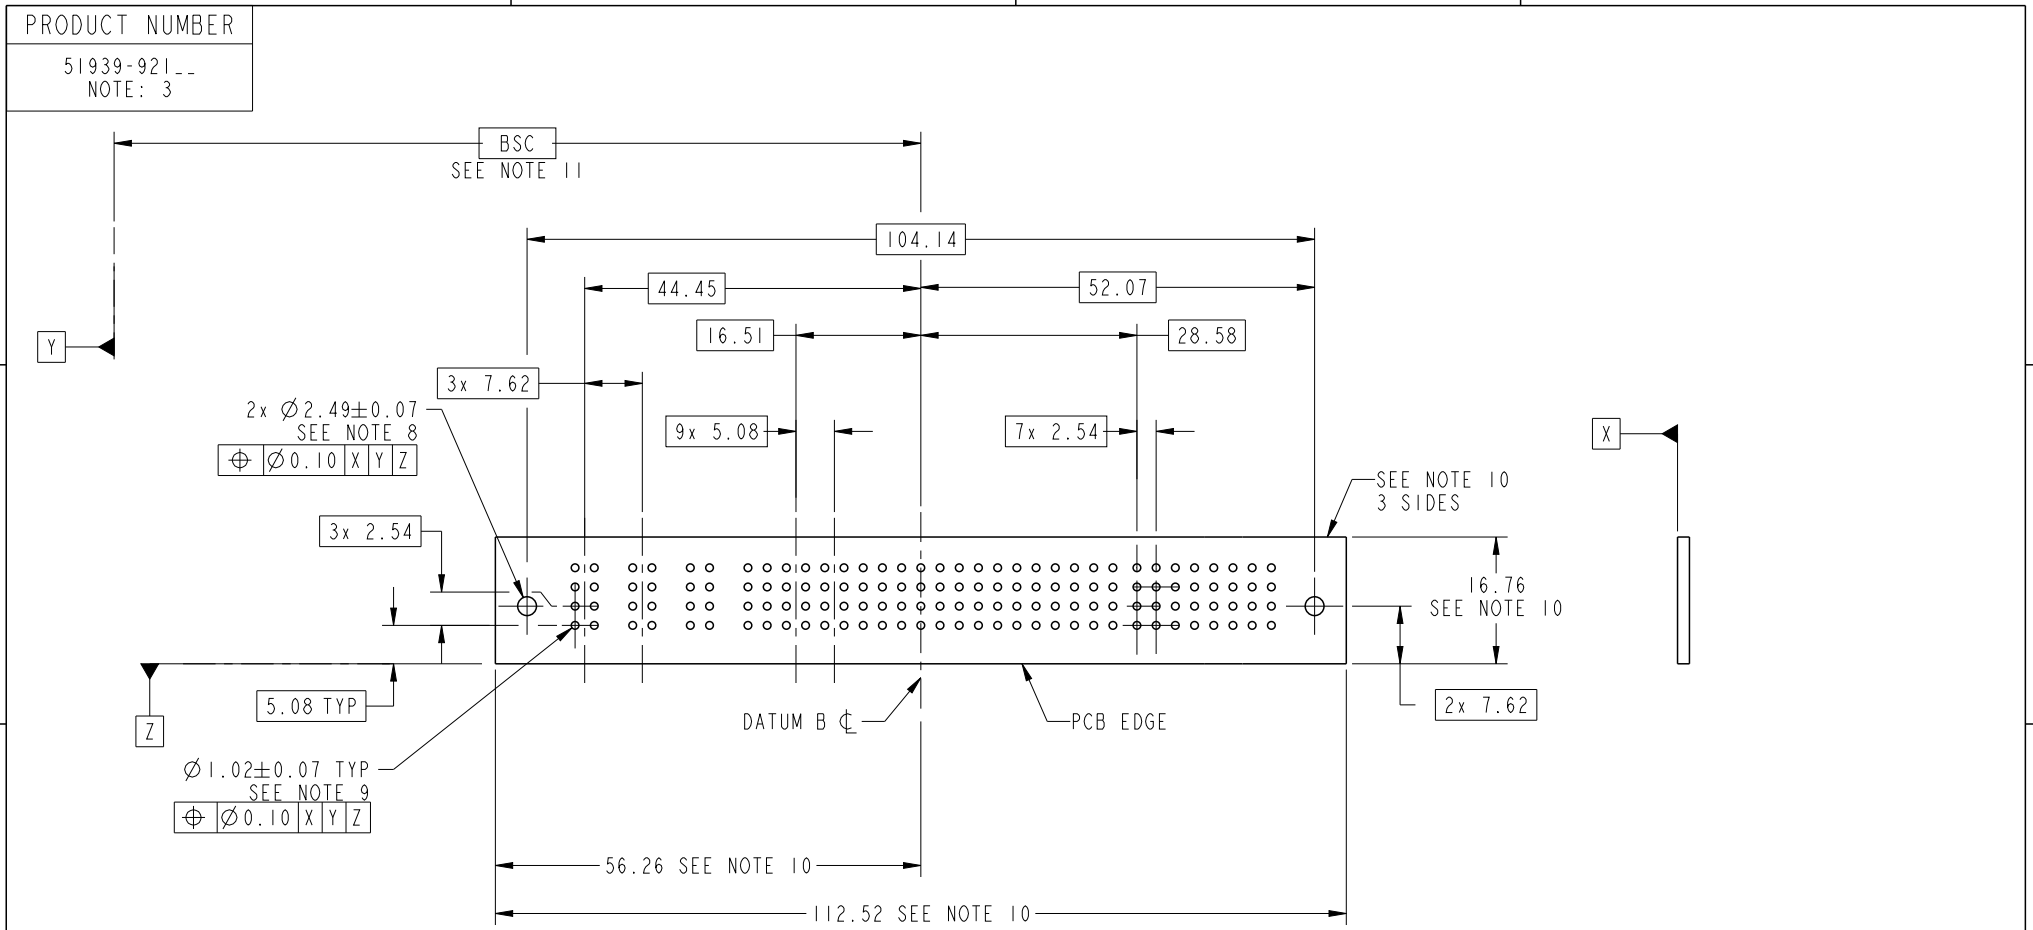 PRODUCT NUMBER
51939-921__
NOTE: 3
BSC
SEE NOTE 11
104.14
44.45
52.07
16.51
28.58
Y
3x 7.62
2x Ø2.49±0.07
SEE NOTE 8
⌖ Ø0.10 X Y Z
9x 5.08
7x 2.54
X
SEE NOTE 10
3 SIDES
3x 2.54
16.76
SEE NOTE 10
5.08 TYP
2x 7.62
Z
DATUM B ℄
PCB EDGE
Ø1.02±0.07 TYP
SEE NOTE 9
⌖ Ø0.10 X Y Z
56.26 SEE NOTE 10
112.52 SEE NOTE 10